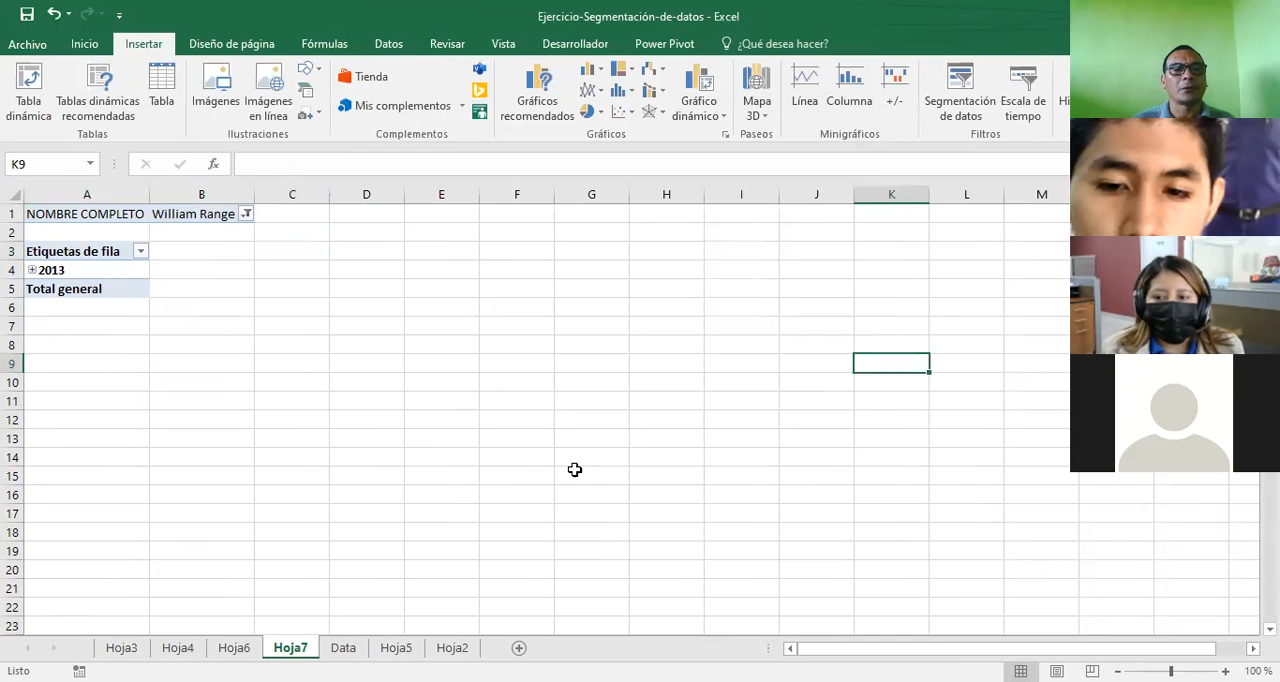 Ejercicio-Segmentación-de-datos - Excel
Archivo Inicio Insertar Diseño de página Fórmulas Datos Revisar Vista Desarrollador Power Pivot ¿Qué desea hacer?
Tabla dinámica
Tablas dinámicas recomendadas
Tabla
Tablas
Imágenes
Imágenes en línea
Ilustraciones
Tienda
Mis complementos
Complementos
Gráficos recomendados
Gráfico dinámico
Gráficos
Mapa 3D
Paseos
Línea
Columna
+/-
Minigráficos
Segmentación de datos
Escala de tiempo
Filtros
K9
fx
A B C D E F G H I J K L M
1 NOMBRE COMPLETO William Range
2
3 Etiquetas de fila
4 2013
5 Total general
6
7
8
9
10
11
12
13
14
15
16
17
18
19
20
21
22
23
Hoja3 Hoja4 Hoja6 Hoja7 Data Hoja5 Hoja2
Listo
100 %